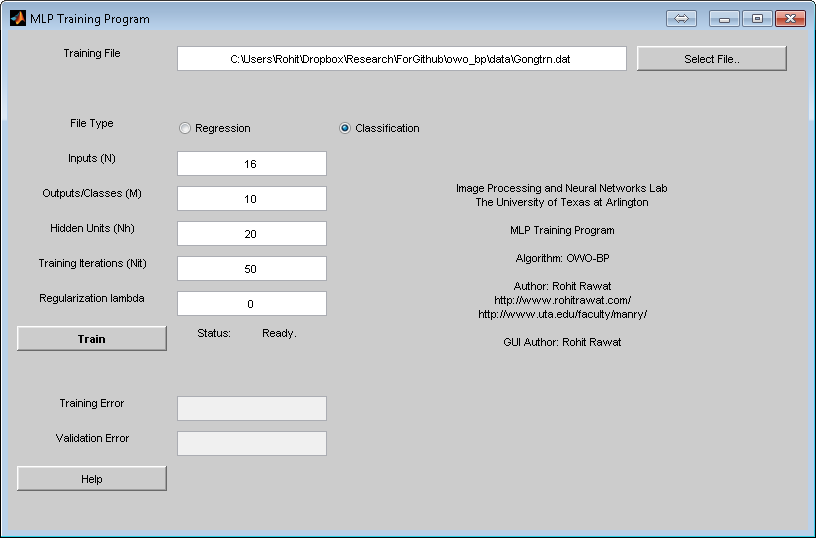 MLP Training Program
Training File
C:\Users\Rohit\Dropbox\Research\ForGithub\owo_bp\data\Gongtrn.dat
Select File..
File Type
Regression
Classification
Inputs (N)
16
Outputs/Classes (M)
10
Hidden Units (Nh)
20
Training Iterations (Nit)
50
Regularization lambda
0
Train
Status:
Ready.
Image Processing and Neural Networks Lab
The University of Texas at Arlington
MLP Training Program
Algorithm: OWO-BP
Author: Rohit Rawat
http://www.rohitrawat.com/
http://www.uta.edu/faculty/manry/
GUI Author: Rohit Rawat
Training Error
Validation Error
Help